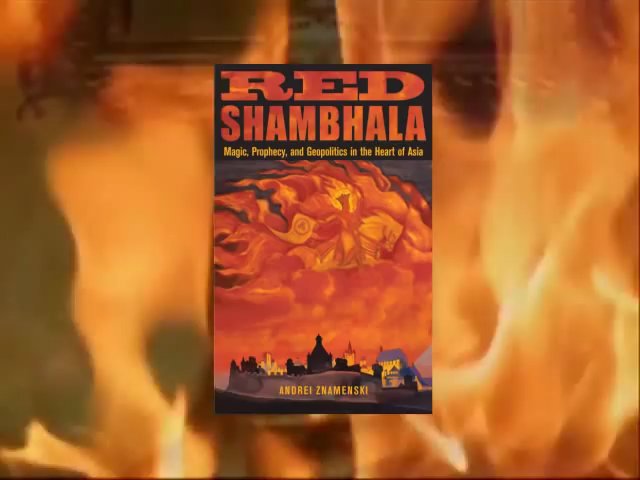 RED
SHAMBHALA
Magic, Prophecy, and Geopolitics in the Heart of Asia
ANDREI ZNAMENSKI